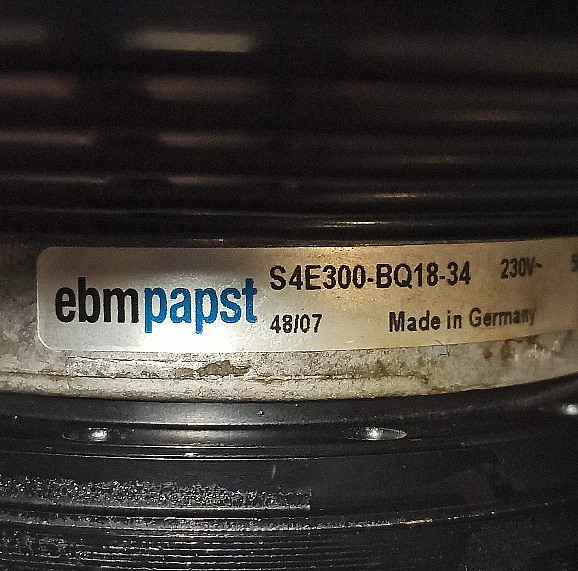 ebmpapst
S4E300-BQ18-34 230V~
48/07 Made in Germany